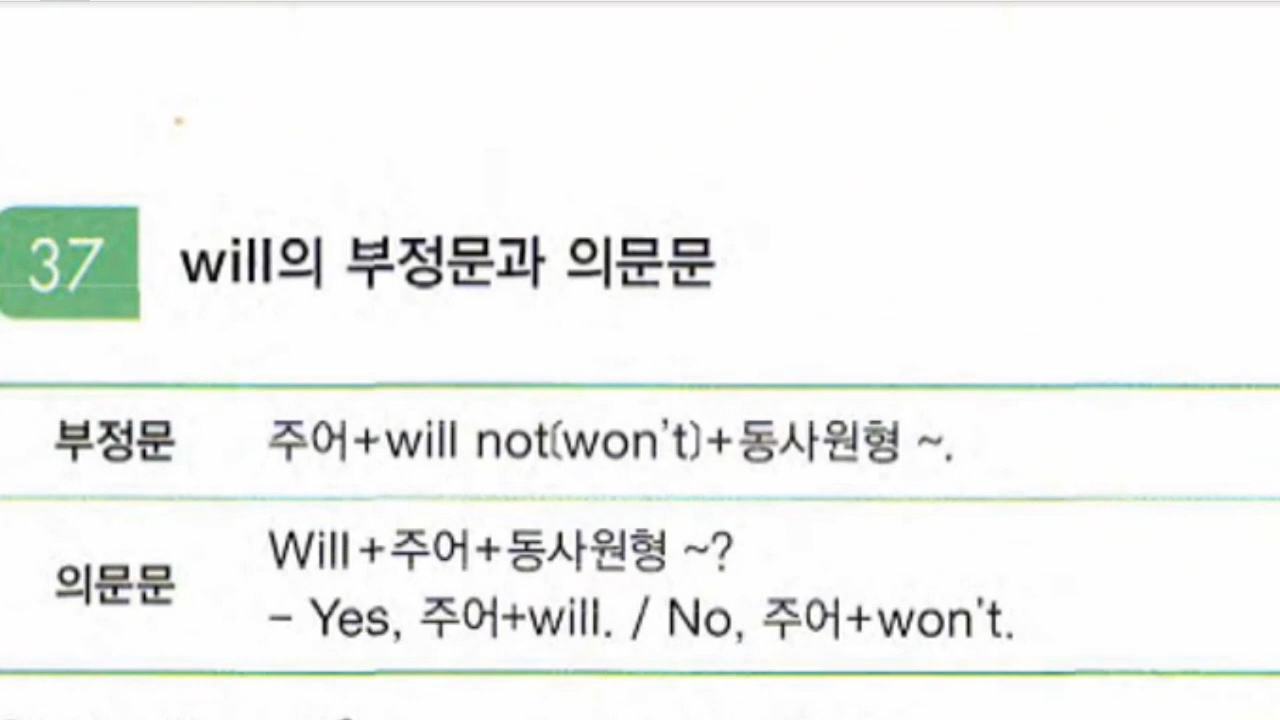 37 will의 부정문과 의문문
부정문 주어+will not(won't)+동사원형 ~.
의문문 Will+주어+동사원형 ~?
– Yes, 주어+will. / No, 주어+won't.